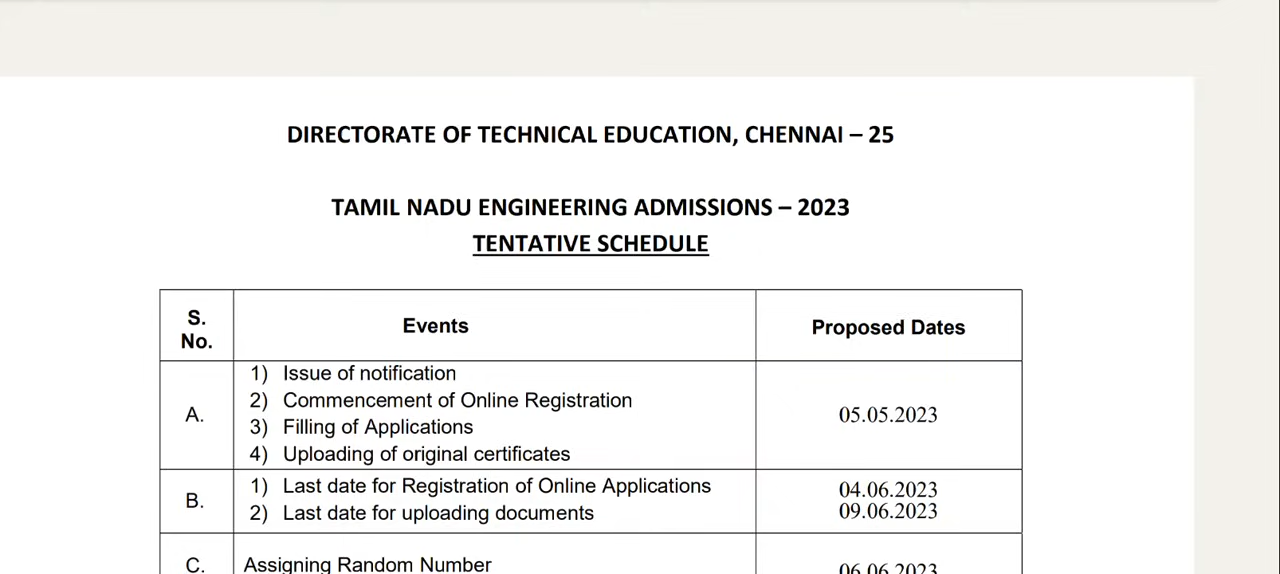 DIRECTORATE OF TECHNICAL EDUCATION, CHENNAI – 25
TAMIL NADU ENGINEERING ADMISSIONS – 2023
TENTATIVE SCHEDULE
S. No.
Events
Proposed Dates
A.
1) Issue of notification
2) Commencement of Online Registration
3) Filling of Applications
4) Uploading of original certificates
05.05.2023
B.
1) Last date for Registration of Online Applications
2) Last date for uploading documents
04.06.2023
09.06.2023
C.
Assigning Random Number
06.06.2023